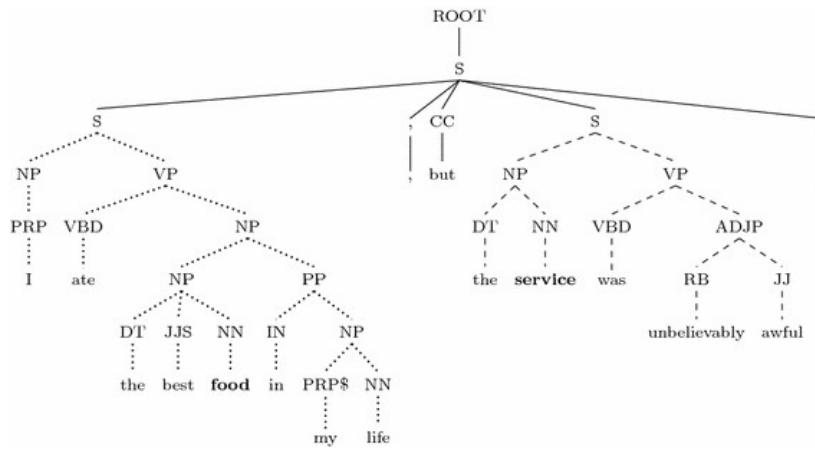 ROOT
S
S , CC S
NP VP , but NP VP
PRP VBD NP DT NN VBD ADJP
I ate NP PP the service was RB JJ
DT JJS NN IN NP unbelievably awful
the best food in PRP$ NN
my life